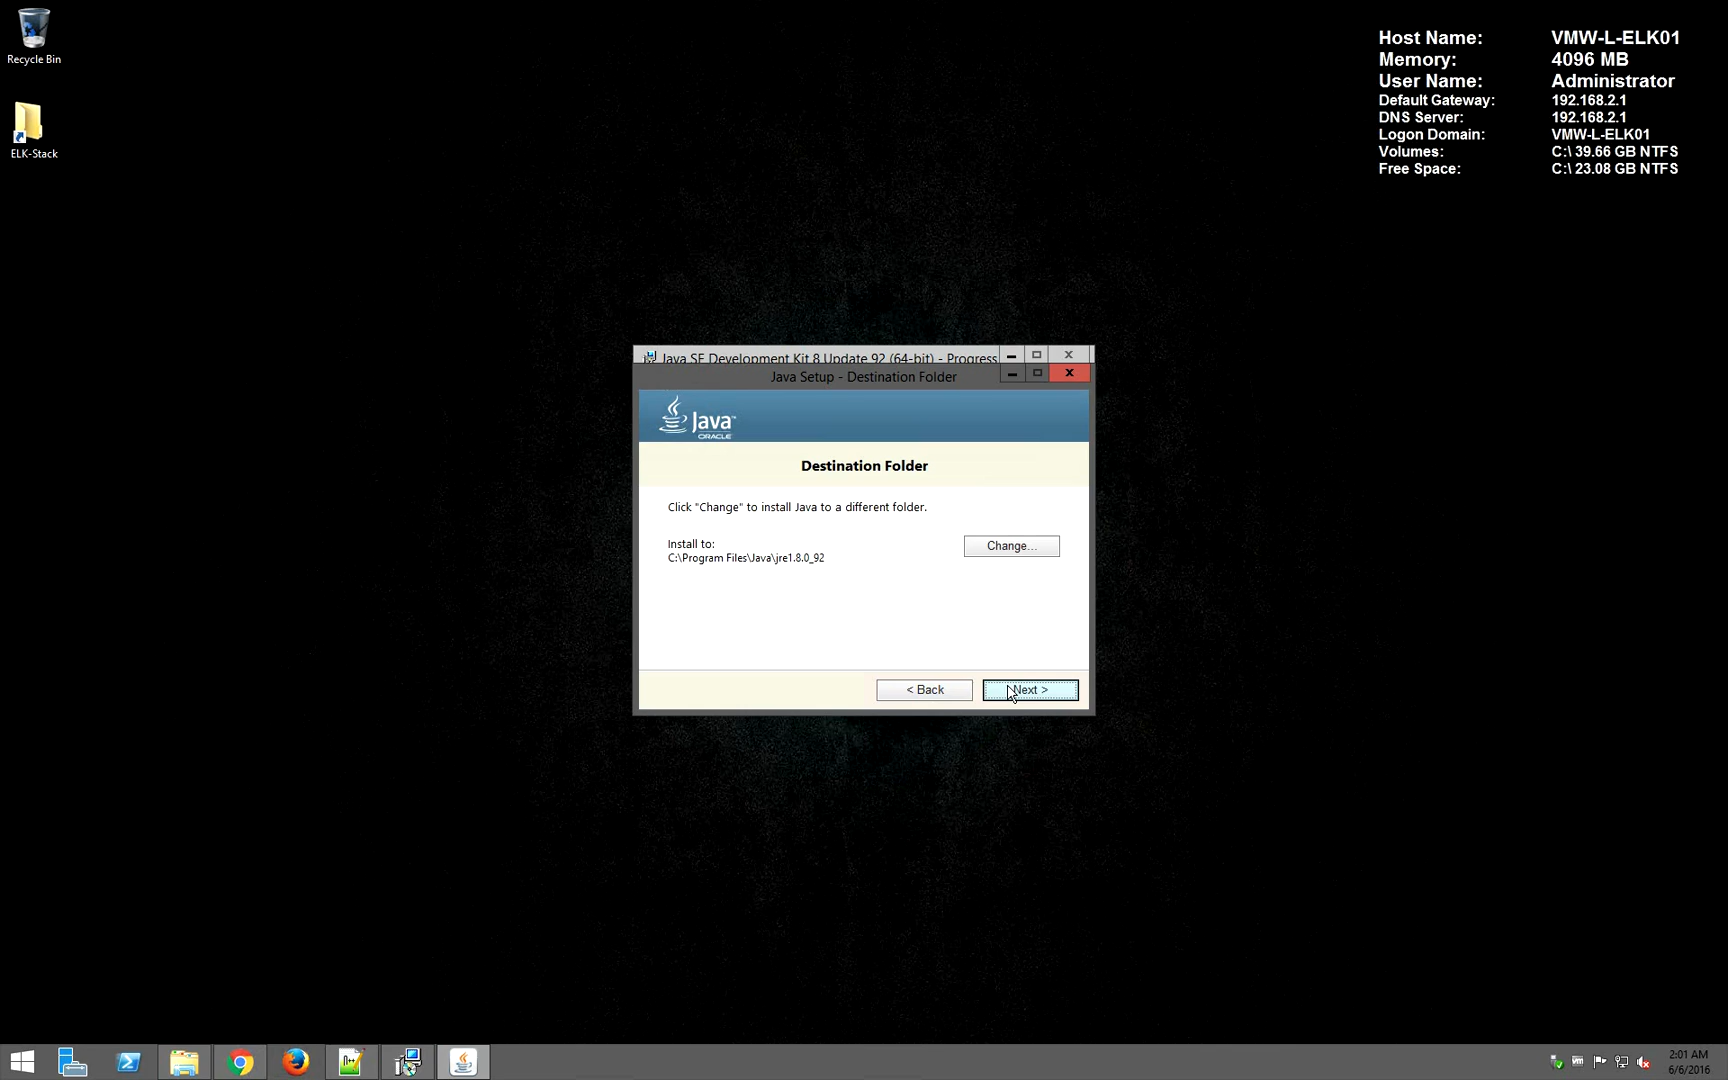 Recycle Bin
ELK-Stack
Host Name: VMW-L-ELK01
Memory: 4096 MB
User Name: Administrator
Default Gateway: 192.168.2.1
DNS Server: 192.168.2.1
Logon Domain: VMW-L-ELK01
Volumes: C:\ 39.66 GB NTFS
Free Space: C:\ 23.08 GB NTFS
Java SE Development Kit 8 Update 92 (64-bit) - Progress
Java Setup - Destination Folder
Java
ORACLE
Destination Folder
Click "Change" to install Java to a different folder.
Install to:
C:\Program Files\Java\jre1.8.0_92
Change...
< Back
Next >
2:01 AM
6/6/2016